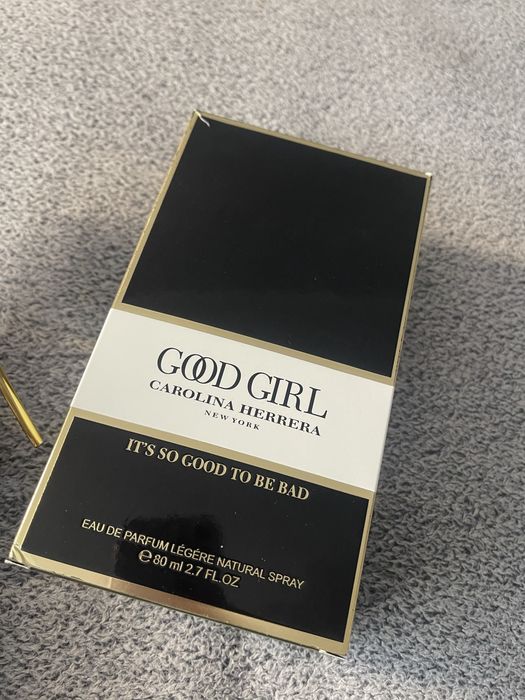 GOOD GIRL
CAROLINA HERRERA
NEW YORK
IT'S SO GOOD TO BE BAD
EAU DE PARFUM LÉGÉRE NATURAL SPRAY
℮ 80 ml 2.7 FL.OZ